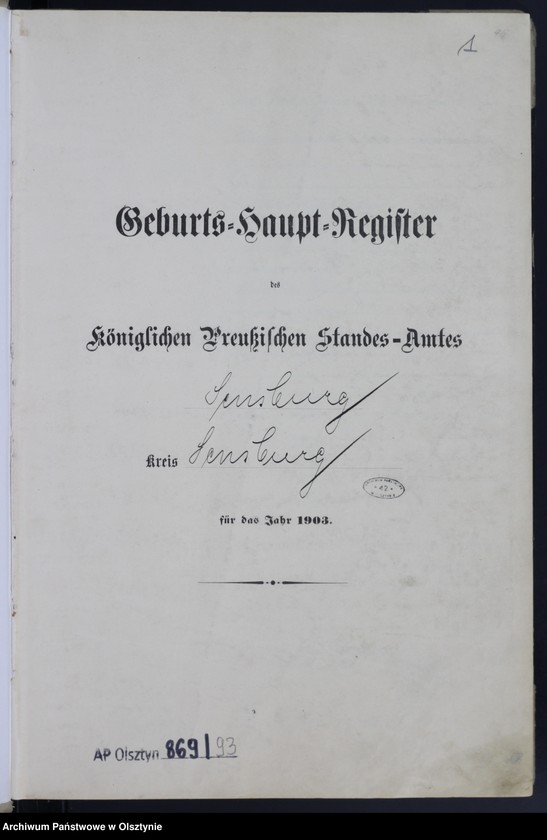 1
Geburts-Haupt-Register
des
Königlichen Preußischen Standes-Amtes
Sensburg
Kreis Sensburg
für das Jahr 1903.
AP Olsztyn 869/93
Archiwum Państwowe w Olsztynie